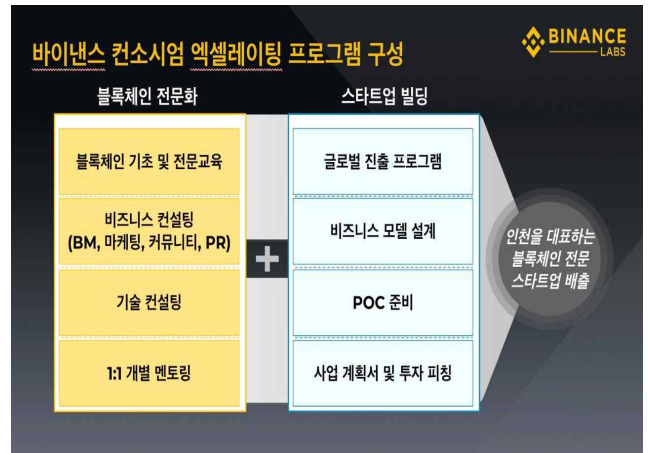 바이낸스 컨소시엄 엑셀레이팅 프로그램 구성
BINANCE
LABS
블록체인 전문화
블록체인 기초 및 전문교육
비즈니스 컨설팅
(BM, 마케팅, 커뮤니티, PR)
기술 컨설팅
1:1 개별 멘토링
+
스타트업 빌딩
글로벌 진출 프로그램
비즈니스 모델 설계
POC 준비
사업 계획서 및 투자 피칭
인천을 대표하는
블록체인 전문
스타트업 배출